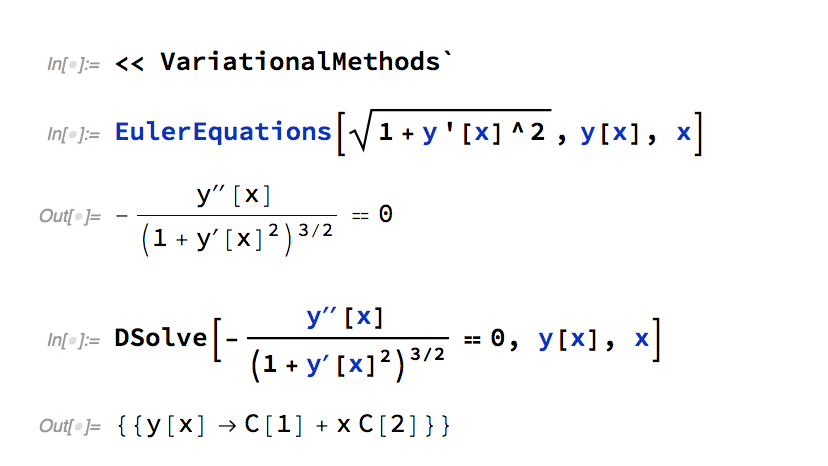 In[•]:= << VariationalMethods`
In[•]:= EulerEquations[√(1 + y'[x]^2), y[x], x]
Out[•]= - y′′[x] / (1 + y′[x]²)^(3/2) == 0
In[•]:= DSolve[- y′′[x] / (1 + y′[x]²)^(3/2) == 0, y[x], x]
Out[•]= {{y[x] → C[1] + x C[2]}}